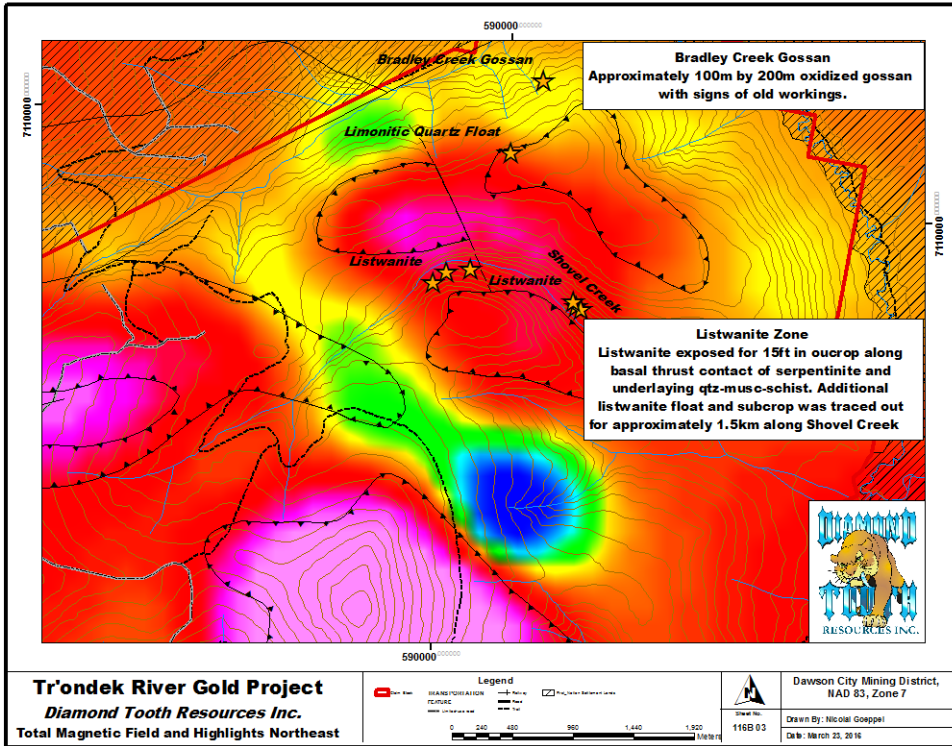 590000
Bradley Creek Gossan
Bradley Creek Gossan
Approximately 100m by 200m oxidized gossan
with signs of old workings.
7110000
Limonitic Quartz Float
7110000
Listwanite
Listwanite
Shovel Creek
Listwanite Zone
Listwanite exposed for 15ft in oucrop along
basal thrust contact of serpentinite and
underlaying qtz-musc-schist. Additional
listwanite float and subcrop was traced out
for approximately 1.5km along Shovel Creek
DIAMOND
TOOTH
RESOURCES INC.
590000
Tr'ondek River Gold Project
Diamond Tooth Resources Inc.
Total Magnetic Field and Highlights Northeast
Legend
TRANSPORTATION
FEATURE
Railway
Road
Trail
0 240 480 960 1,440 1,920
Meters
N
Sheet No.
116B 03
Dawson City Mining District,
NAD 83, Zone 7
Drawn By: Nicolai Goeppel
Date: March 23, 2016